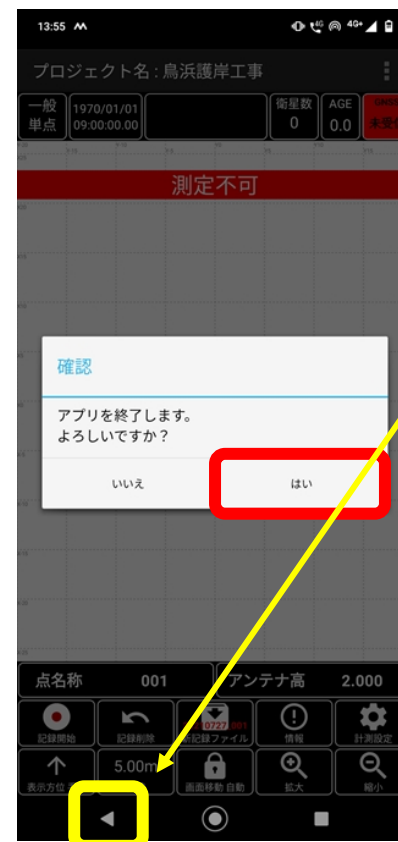 13:55
4G
4G+
プロジェクト名 : 鳥浜護岸工事
一般
単点
1970/01/01
09:00:00.00
衛星数
0
AGE
0.0
測定不可
確認
アプリを終了します。
よろしいですか？
いいえ
はい
点名称 001
アンテナ高 2.000
記録開始
記録削除
新記録ファイル
情報
計測設定
表示方位
5.00m
画面移動 自動
拡大
縮小